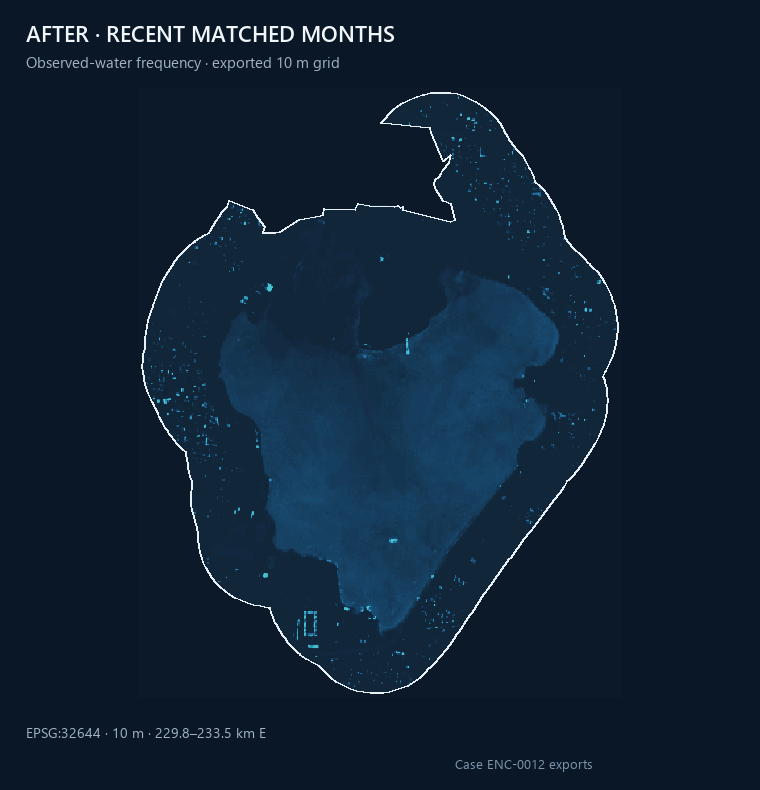 AFTER · RECENT MATCHED MONTHS
Observed-water frequency · exported 10 m grid
EPSG:32644 · 10 m · 229.8–233.5 km E
Case ENC-0012 exports